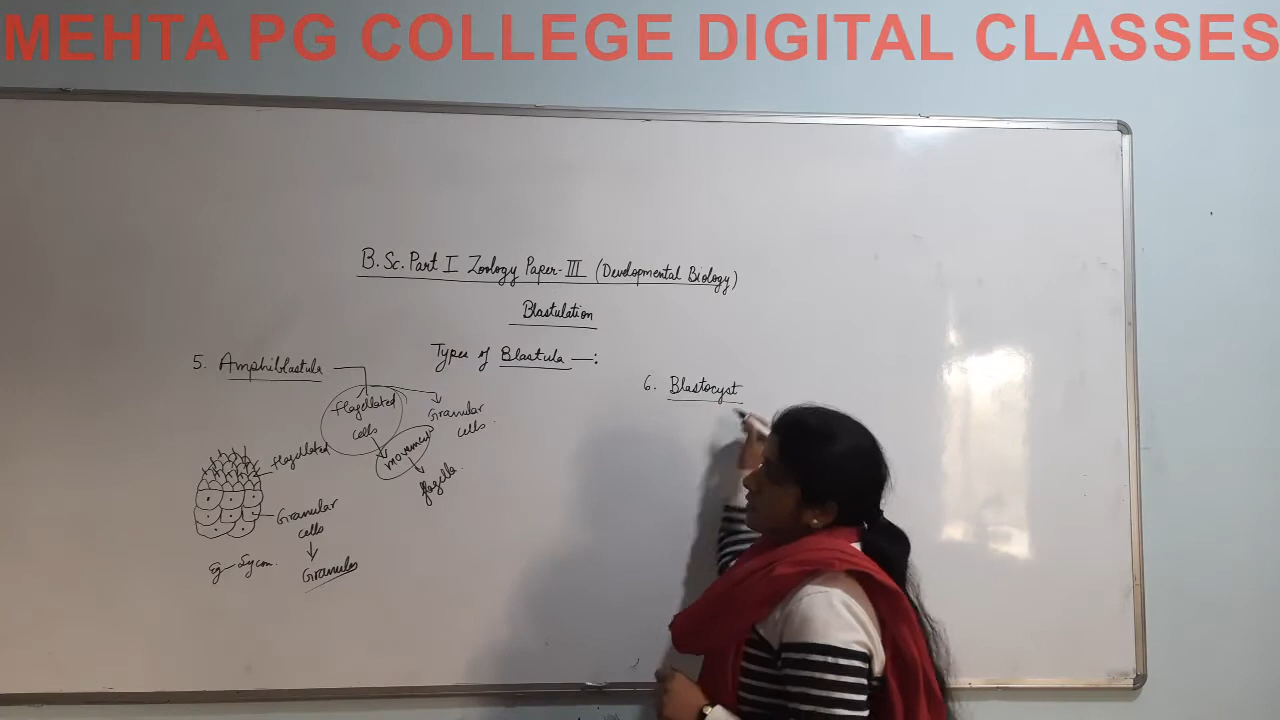 MEHTA PG COLLEGE DIGITAL CLASSES
B.Sc. Part I Zoology Paper-III (Devdopmental Biology)
Blastulation
Types of Blastula —:
5. Amphiblastula
flagellated
cells
Granular
cells
movement
flagella.
flagellated
Granular
cells
Granules
Eg— Sycon.
6. Blastocyst